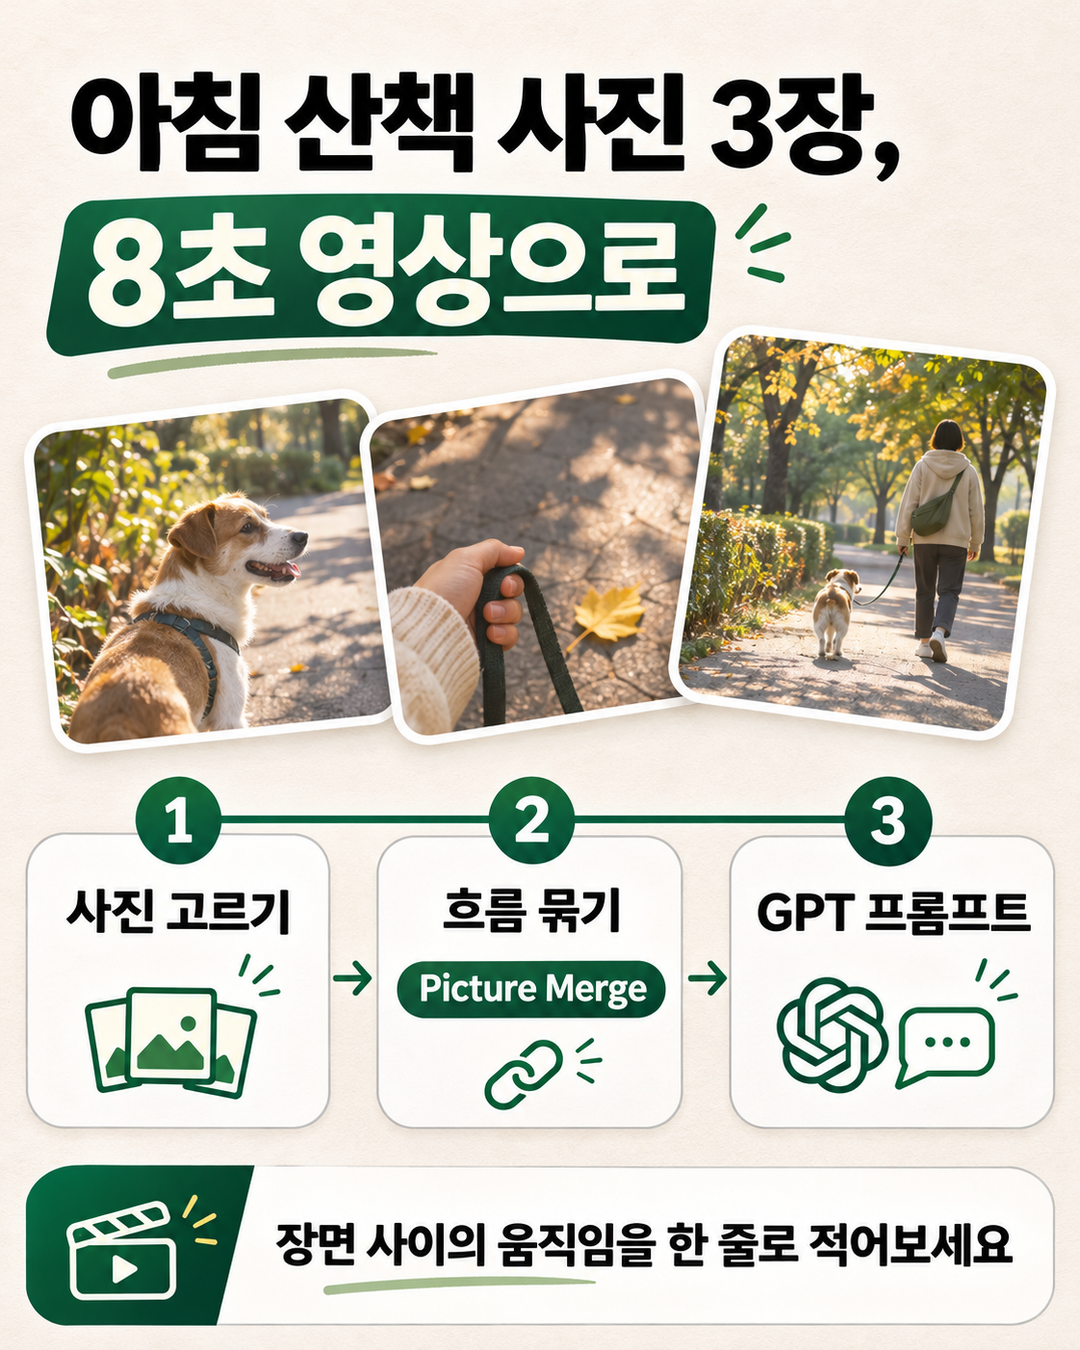 아침 산책 사진 3장,
8초 영상으로
1
2
3
사진 고르기
흐름 묶기
Picture Merge
GPT 프롬프트
장면 사이의 움직임을 한 줄로 적어보세요